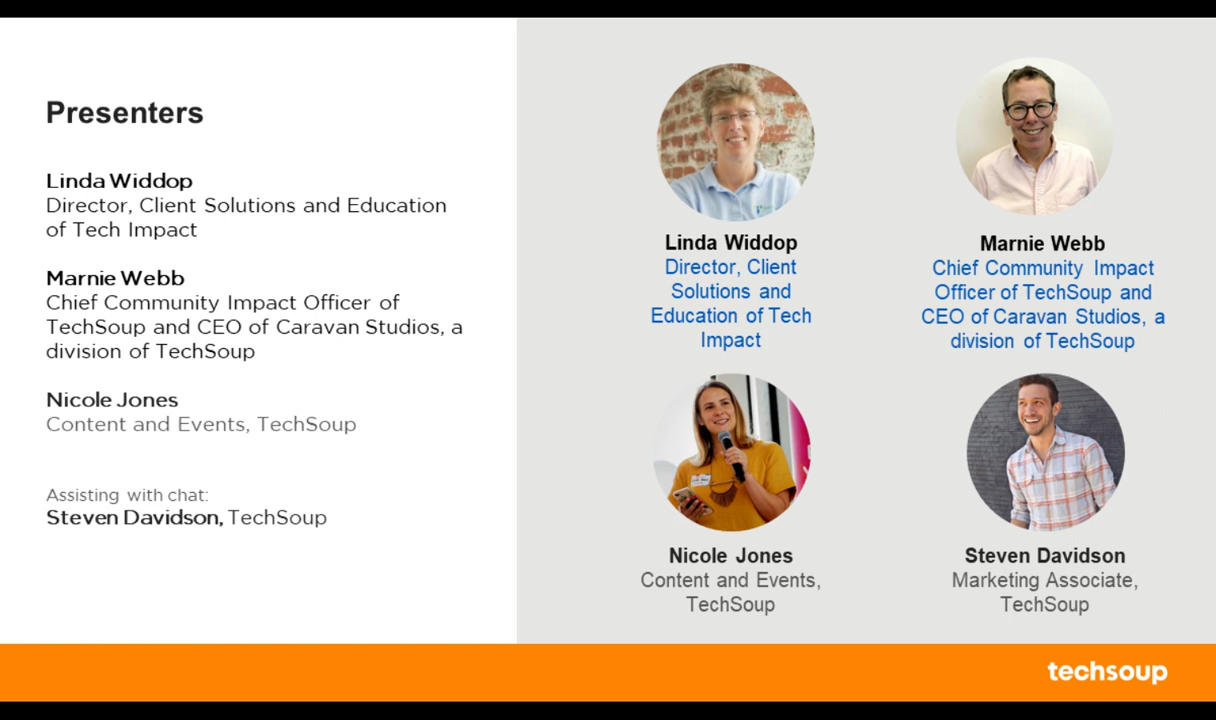 Presenters
Linda Widdop
Director, Client Solutions and Education
of Tech Impact
Marnie Webb
Chief Community Impact Officer of
TechSoup and CEO of Caravan Studios, a
division of TechSoup
Nicole Jones
Content and Events, TechSoup
Assisting with chat:
Steven Davidson, TechSoup
Linda Widdop
Director, Client
Solutions and
Education of Tech
Impact
Marnie Webb
Chief Community Impact
Officer of TechSoup and
CEO of Caravan Studios, a
division of TechSoup
Nicole Jones
Content and Events,
TechSoup
Steven Davidson
Marketing Associate,
TechSoup
techsoup